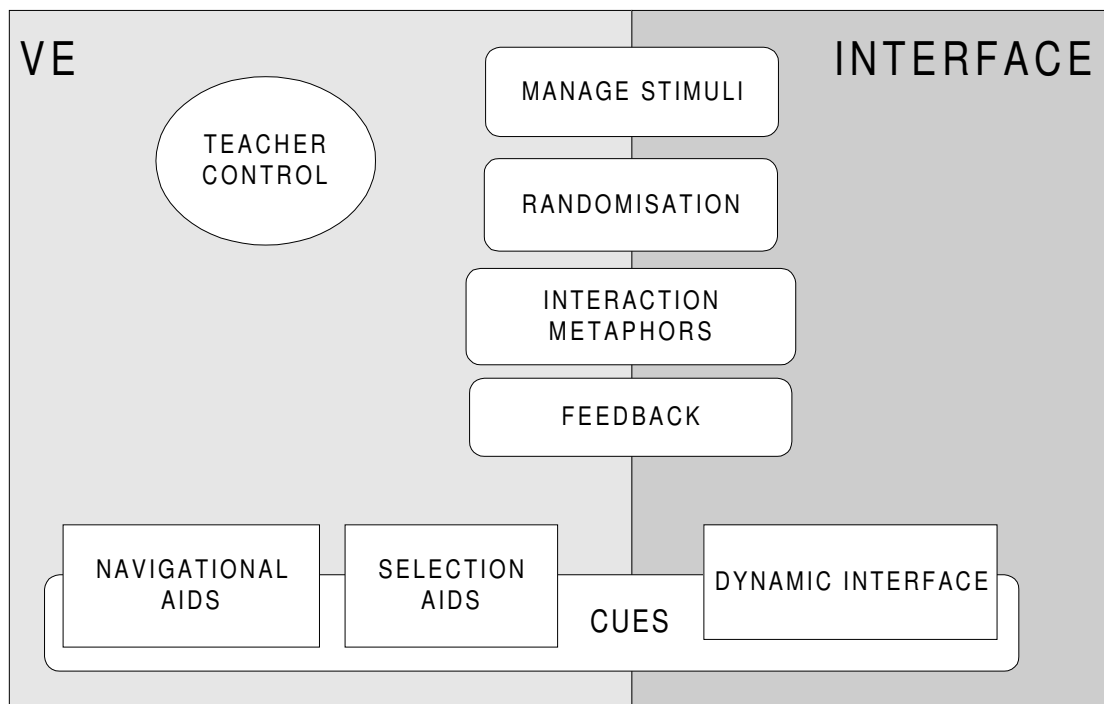 VE
INTERFACE
MANAGE STIMULI
TEACHER
CONTROL
RANDOMISATION
INTERACTION
METAPHORS
FEEDBACK
NAVIGATIONAL
AIDS
SELECTION
AIDS
CUES
DYNAMIC INTERFACE